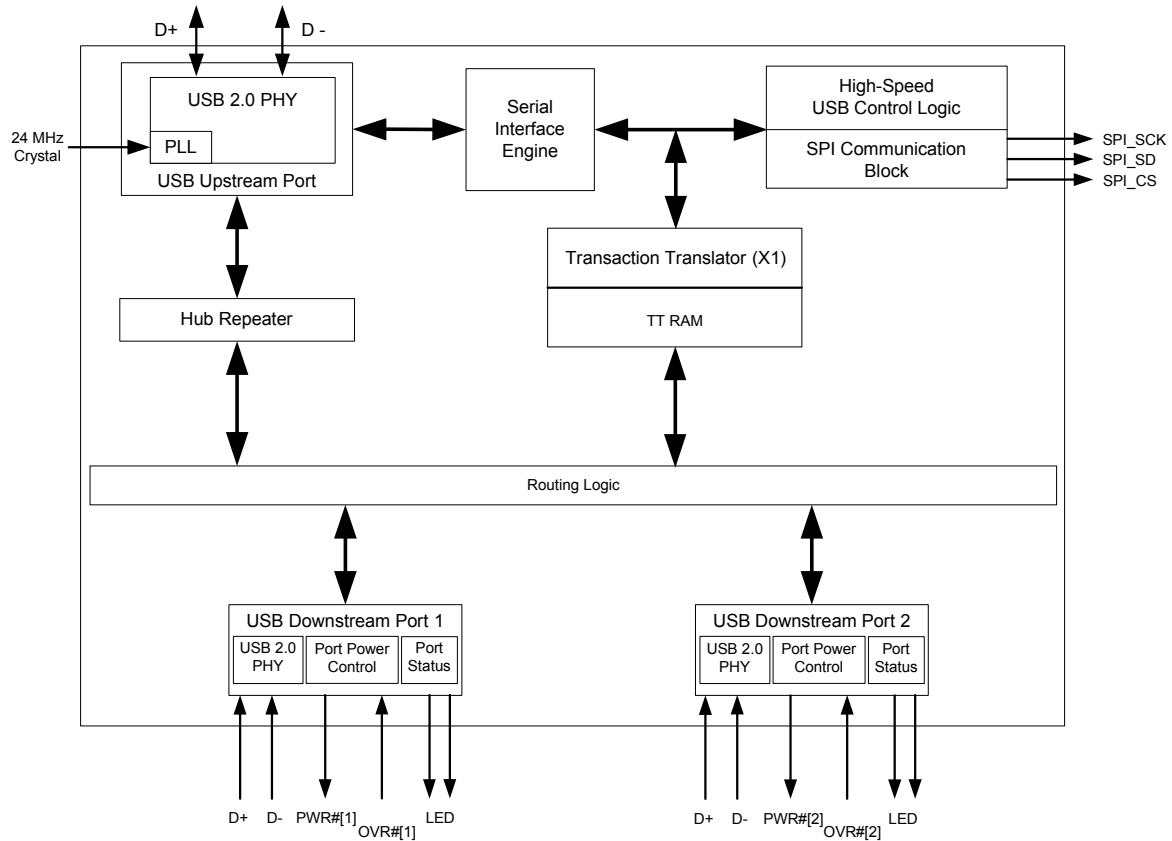 D+
D -
USB 2.0 PHY
PLL
USB Upstream Port
24 MHz
Crystal
Serial
Interface
Engine
High-Speed
USB Control Logic
SPI Communication
Block
SPI_SCK
SPI_SD
SPI_CS
Transaction Translator (X1)
TT RAM
Hub Repeater
Routing Logic
USB Downstream Port 1
USB 2.0
PHY
Port Power
Control
Port
Status
D+
D-
PWR#[1]
OVR#[1]
LED
USB Downstream Port 2
USB 2.0
PHY
Port Power
Control
Port
Status
D+
D-
PWR#[2]
OVR#[2]
LED